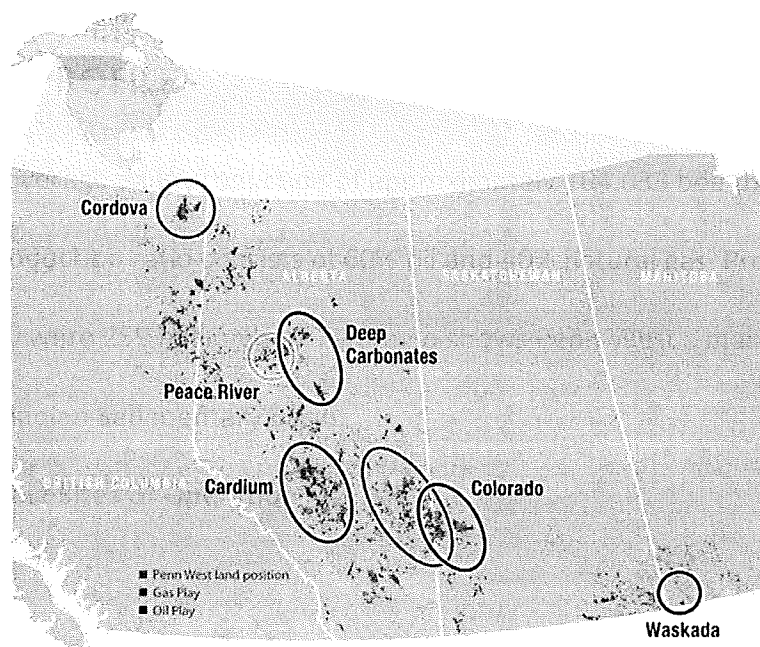 Cordova
ALBERTA
SASKATCHEWAN
MANITOBA
Deep
Carbonates
Peace River
BRITISH COLUMBIA
Cardium
Colorado
Penn West land position
Gas Play
Oil Play
Waskada